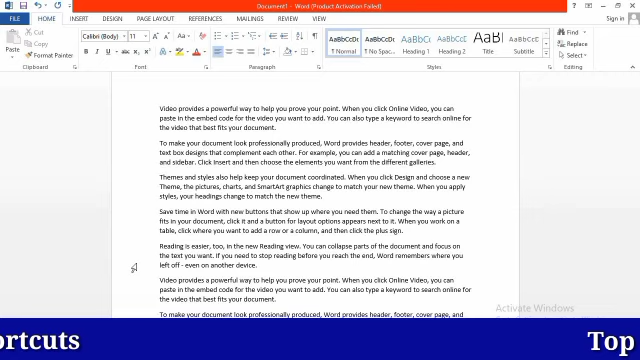 Document1 - Word (Product Activation Failed)
Sign in
FILE HOME INSERT DESIGN PAGE LAYOUT REFERENCES MAILINGS REVIEW VIEW
Paste
Cut
Copy
Format Painter
Calibri (Body) 11
AaBbCcDc AaBbCcDc AaBbCc AaBbCcC AaBl AaBbCcC
¶ Normal ¶ No Spac... Heading 1 Heading 2 Title Subtitle
Find
Replace
Select
Clipboard Font Paragraph Styles Editing
Video provides a powerful way to help you prove your point. When you click Online Video, you can
paste in the embed code for the video you want to add. You can also type a keyword to search online for
the video that best fits your document.
To make your document look professionally produced, Word provides header, footer, cover page, and
text box designs that complement each other. For example, you can add a matching cover page, header,
and sidebar. Click Insert and then choose the elements you want from the different galleries.
Themes and styles also help keep your document coordinated. When you click Design and choose a new
Theme, the pictures, charts, and SmartArt graphics change to match your new theme. When you apply
styles, your headings change to match the new theme.
Save time in Word with new buttons that show up where you need them. To change the way a picture
fits in your document, click it and a button for layout options appears next to it. When you work on a
table, click where you want to add a row or a column, and then click the plus sign.
Reading is easier, too, in the new Reading view. You can collapse parts of the document and focus on
the text you want. If you need to stop reading before you reach the end, Word remembers where you
left off - even on another device.
Video provides a powerful way to help you prove your point. When you click Online Video, you can
paste in the embed code for the video you want to add. You can also type a keyword to search online for
the video that best fits your document.
To make your document look professionally produced, Word provides header, footer, cover page, and
Activate Windows
ortcuts Top